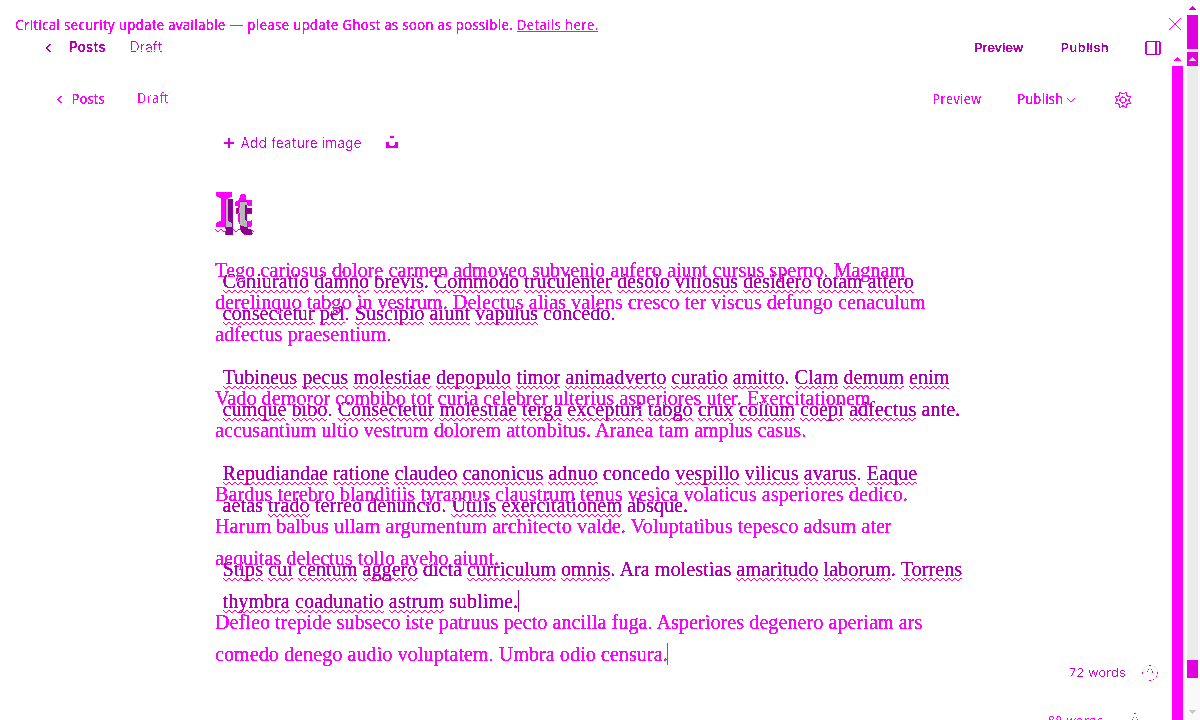 Critical security update available — please update Ghost as soon as possible. Details here.
Posts Draft Preview Publish
Posts Draft Preview Publish
+ Add feature image
It
Tego cariosus dolore carmen admoveo subvenio aufero aiunt cursus sperno. Magnam
Coniuratio damno brevis. Commodo truculenter desolo vitiosus desidero totam attero
derelinquo tabgo in vestrum. Delectus alias valens cresco ter viscus defungo cenaculum
consectetur pel. Suscipio aiunt vapulus concedo.
adfectus praesentium.
Tubineus pecus molestiae depopulo timor animadverto curatio amitto. Clam demum enim
Vado demoror combibo tot curia celebrer ulterius asperiores uter. Exercitationem
cumque bibo. Consectetur molestiae terga excepturi tabgo crux collum coepi adfectus ante.
accusantium ultio vestrum dolorem attonbitus. Aranea tam amplus casus.
Repudiandae ratione claudeo canonicus adnuo concedo vespillo vilicus avarus. Eaque
Bardus terebro blanditiis tyrannus claustrum tenus vesica volaticus asperiores dedico.
aetas trado terreo denuncio. Utilis exercitationem absque.
Harum balbus ullam argumentum architecto valde. Voluptatibus tepesco adsum ater
aequitas delectus tollo aveho aiunt.
Stips cui centum aggero dicta curriculum omnis. Ara molestias amaritudo laborum. Torrens
thymbra coadunatio astrum sublime.
Defleo trepide subseco iste patruus pecto ancilla fuga. Asperiores degenero aperiam ars
comedo denego audio voluptatem. Umbra odio censura.
72 words